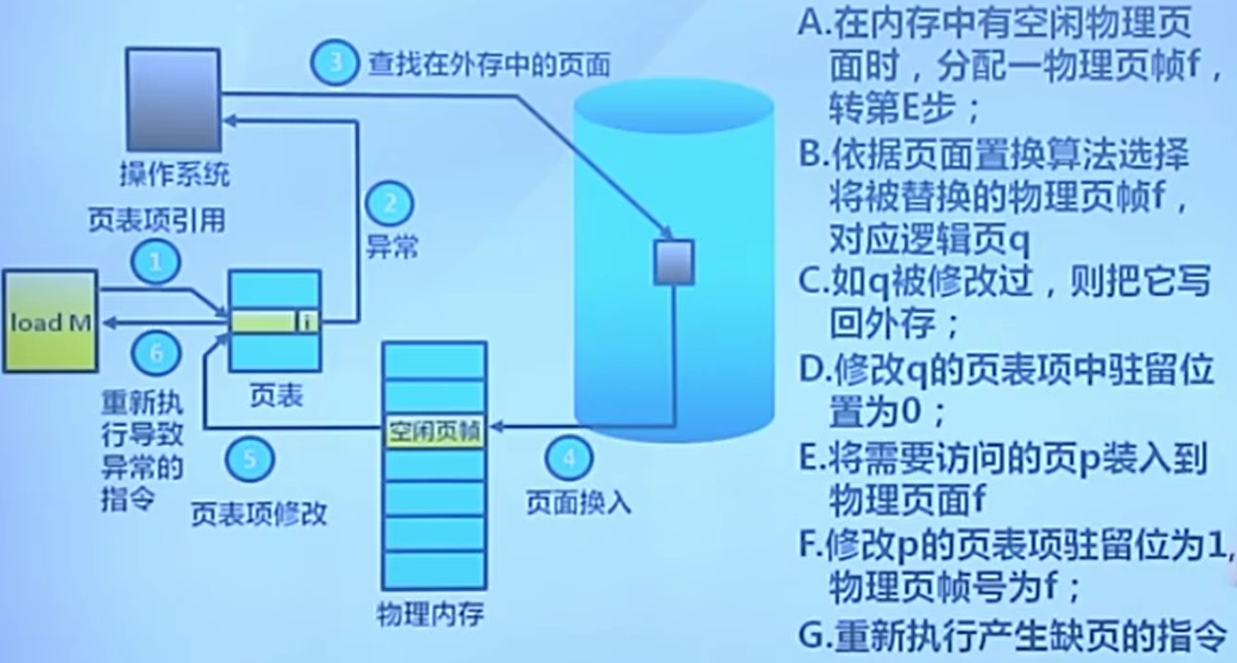 3 查找在外存中的页面
操作系统
页表项引用
1
2
异常
load M
i
6
页表
重新执
行导致
异常的
指令
空闲页帧
5
页表项修改
4
页面换入
物理内存
A.在内存中有空闲物理页
面时，分配一物理页帧f，
转第E步；
B.依据页面置换算法选择
将被替换的物理页帧f，
对应逻辑页q
C.如q被修改过，则把它写
回外存；
D.修改q的页表项中驻留位
置为0；
E.将需要访问的页p装入到
物理页面f
F.修改p的页表项驻留位为1,
物理页帧号为f；
G.重新执行产生缺页的指令